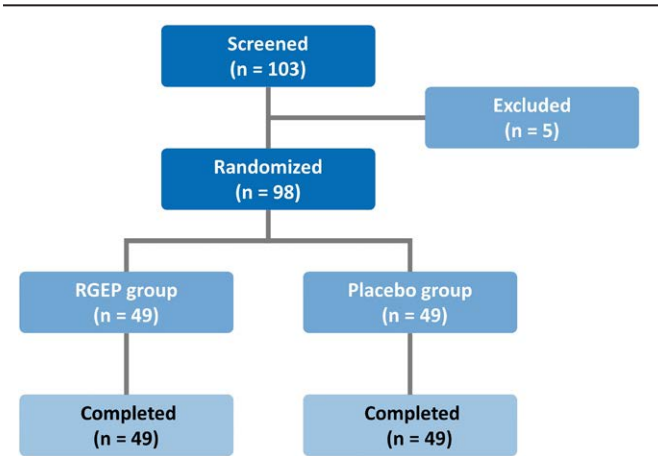 Screened
(n = 103)
Excluded
(n = 5)
Randomized
(n = 98)
RGEP group
(n = 49)
Placebo group
(n = 49)
Completed
(n = 49)
Completed
(n = 49)